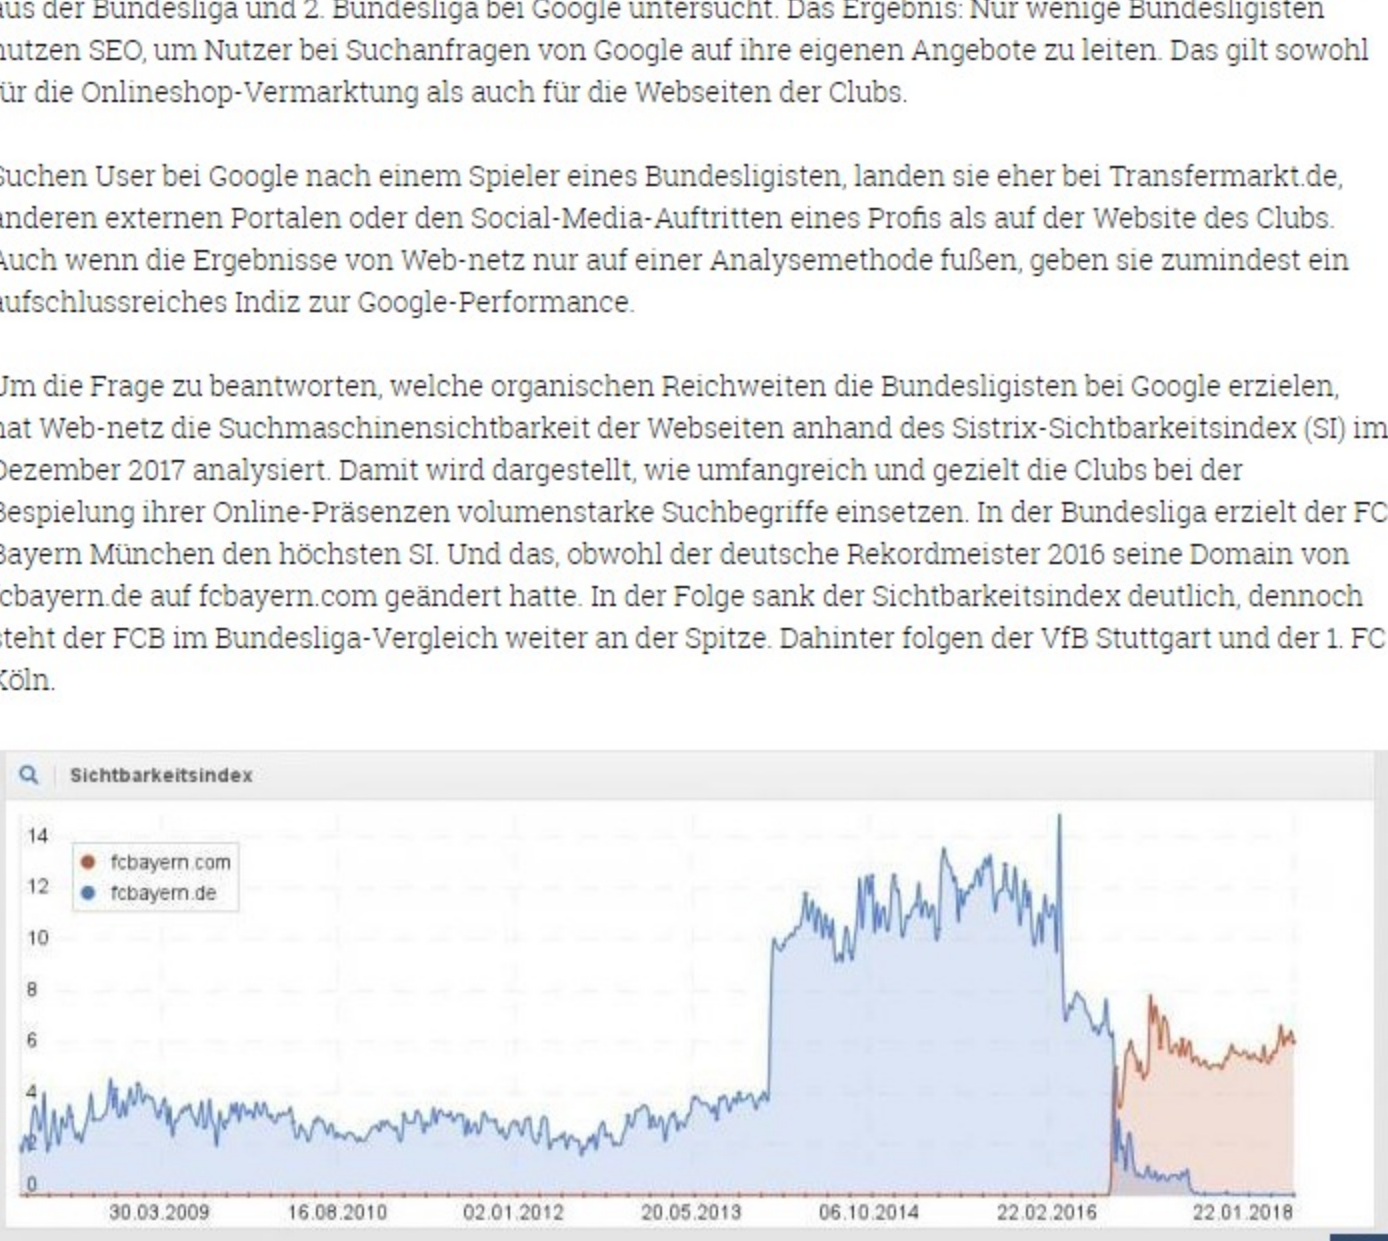 aus der Bundesliga und 2. Bundesliga bei Google untersucht. Das Ergebnis: Nur wenige Bundesligisten
nutzen SEO, um Nutzer bei Suchanfragen von Google auf ihre eigenen Angebote zu leiten. Das gilt sowohl
für die Onlineshop-Vermarktung als auch für die Webseiten der Clubs.
Suchen User bei Google nach einem Spieler eines Bundesligisten, landen sie eher bei Transfermarkt.de,
anderen externen Portalen oder den Social-Media-Auftritten eines Profis als auf der Website des Clubs.
Auch wenn die Ergebnisse von Web-netz nur auf einer Analysemethode fußen, geben sie zumindest ein
aufschlussreiches Indiz zur Google-Performance.
Um die Frage zu beantworten, welche organischen Reichweiten die Bundesligisten bei Google erzielen,
hat Web-netz die Suchmaschinensichtbarkeit der Webseiten anhand des Sistrix-Sichtbarkeitsindex (SI) im
Dezember 2017 analysiert. Damit wird dargestellt, wie umfangreich und gezielt die Clubs bei der
Bespielung ihrer Online-Präsenzen volumenstarke Suchbegriffe einsetzen. In der Bundesliga erzielt der FC
Bayern München den höchsten SI. Und das, obwohl der deutsche Rekordmeister 2016 seine Domain von
fcbayern.de auf fcbayern.com geändert hatte. In der Folge sank der Sichtbarkeitsindex deutlich, dennoch
steht der FCB im Bundesliga-Vergleich weiter an der Spitze. Dahinter folgen der VfB Stuttgart und der 1. FC
Köln.
Sichtbarkeitsindex
14
fcbayern.com
12
fcbayern.de
10
8
6
4
2
0
30.03.2009 16.08.2010 02.01.2012 20.05.2013 06.10.2014 22.02.2016 22.01.2018